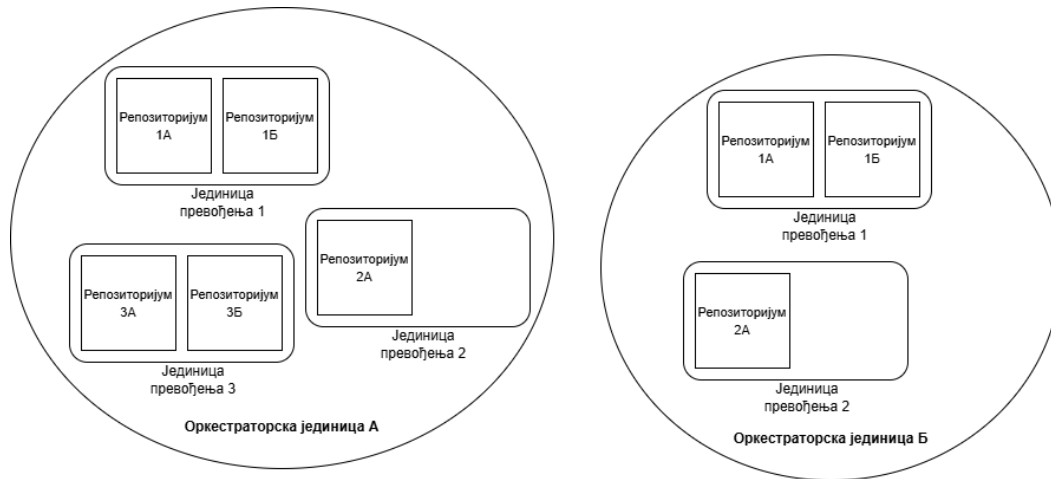 Репозиторијум
1А
Репозиторијум
1Б
Јединица
превођења 1
Репозиторијум
2А
Јединица
превођења 2
Репозиторијум
3А
Репозиторијум
3Б
Јединица
превођења 3
Оркестраторска јединица А
Репозиторијум
1А
Репозиторијум
1Б
Јединица
превођења 1
Репозиторијум
2А
Јединица
превођења 2
Оркестраторска јединица Б